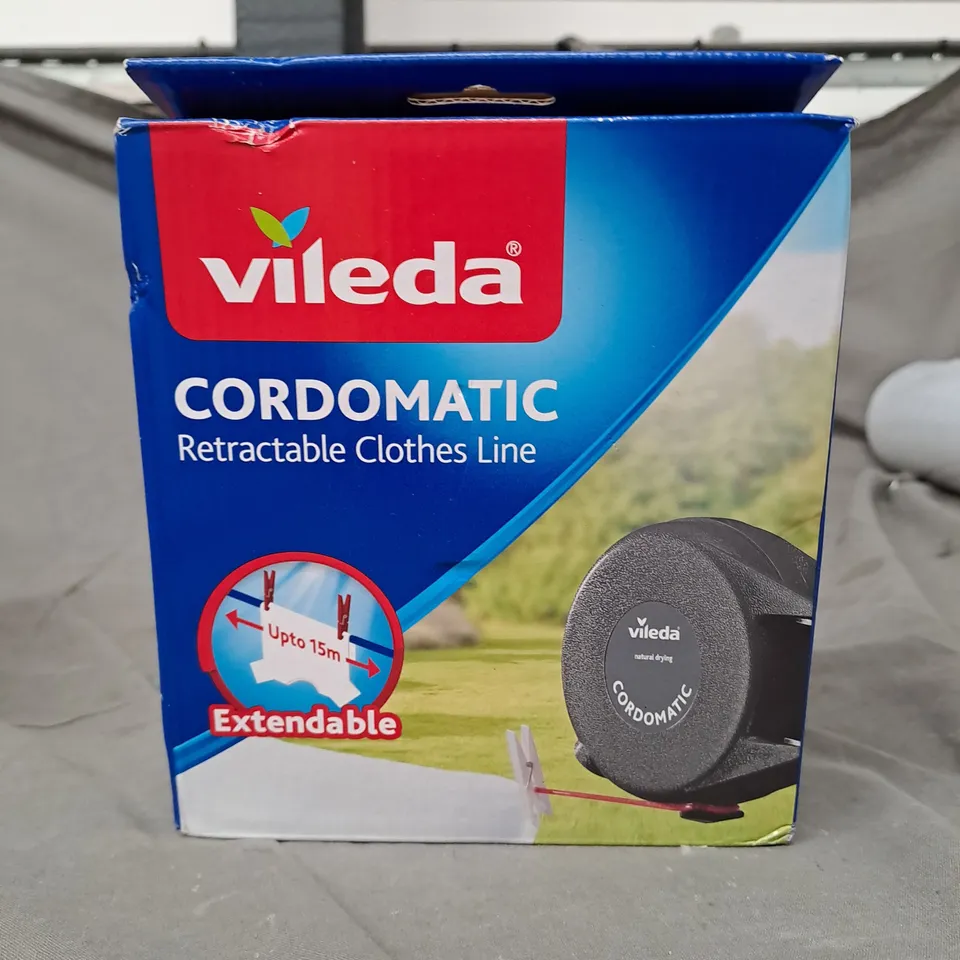 vileda®
CORDOMATIC
Retractable Clothes Line
Upto 15m
Extendable
vileda
natural drying
CORDOMATIC